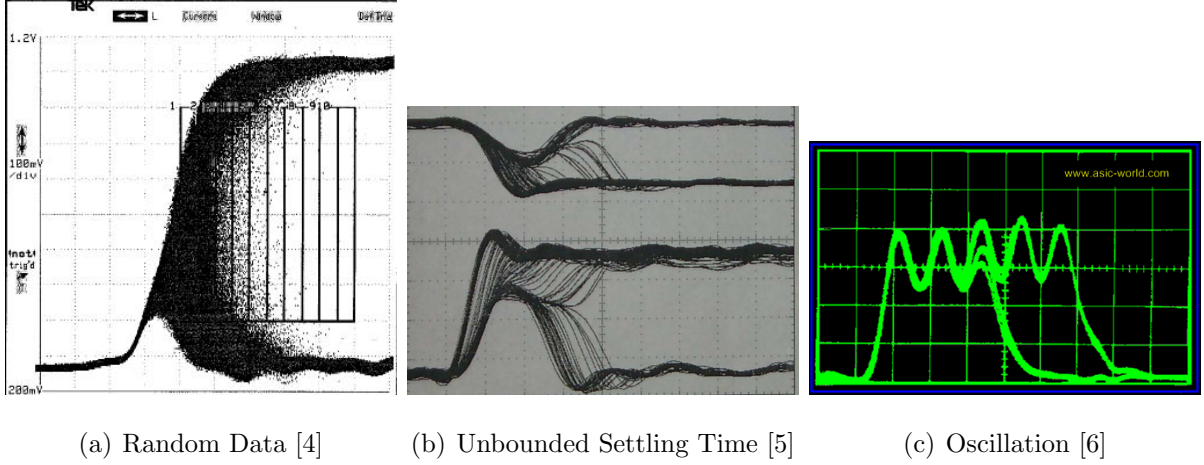 Tek
L
Cursors
Window
1.2V
1 2 8 9 10
100mV
/div
trig'd
200mV
www.asic-world.com
(a) Random Data [4]
(b) Unbounded Settling Time [5]
(c) Oscillation [6]